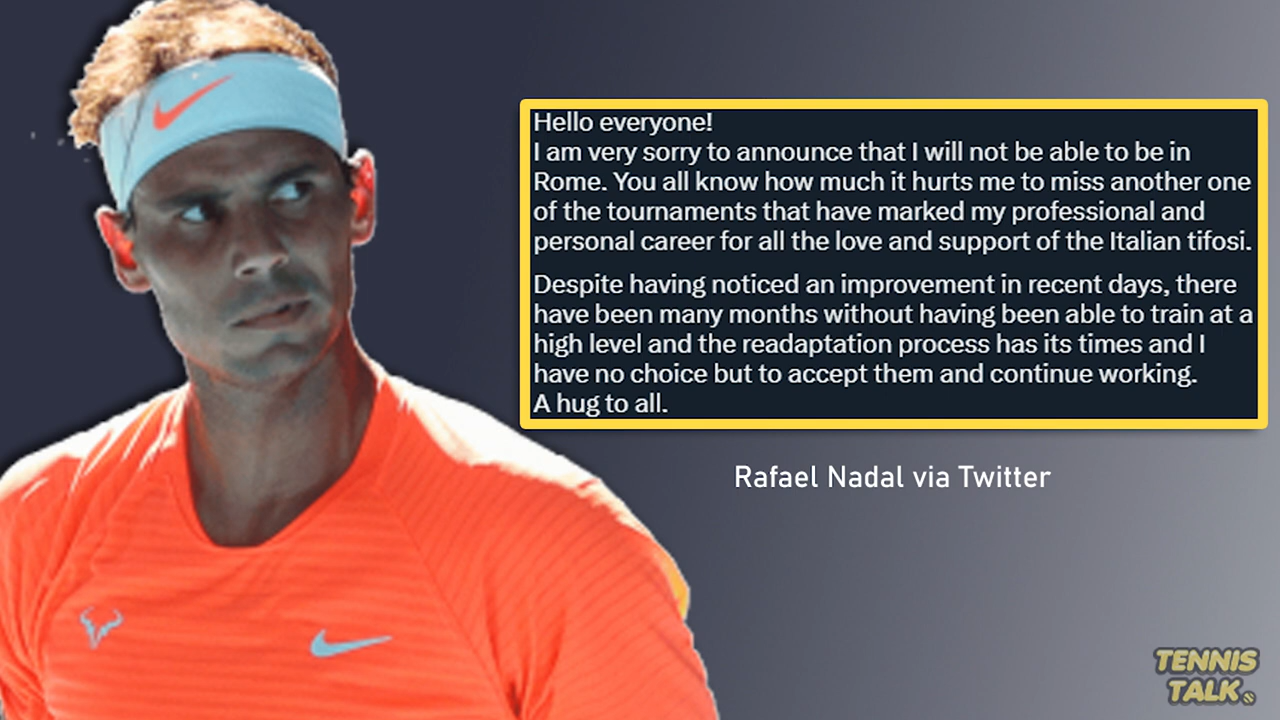 Hello everyone!
I am very sorry to announce that I will not be able to be in
Rome. You all know how much it hurts me to miss another one
of the tournaments that have marked my professional and
personal career for all the love and support of the Italian tifosi.
Despite having noticed an improvement in recent days, there
have been many months without having been able to train at a
high level and the readaptation process has its times and I
have no choice but to accept them and continue working.
A hug to all.
Rafael Nadal via Twitter
TENNIS
TALK